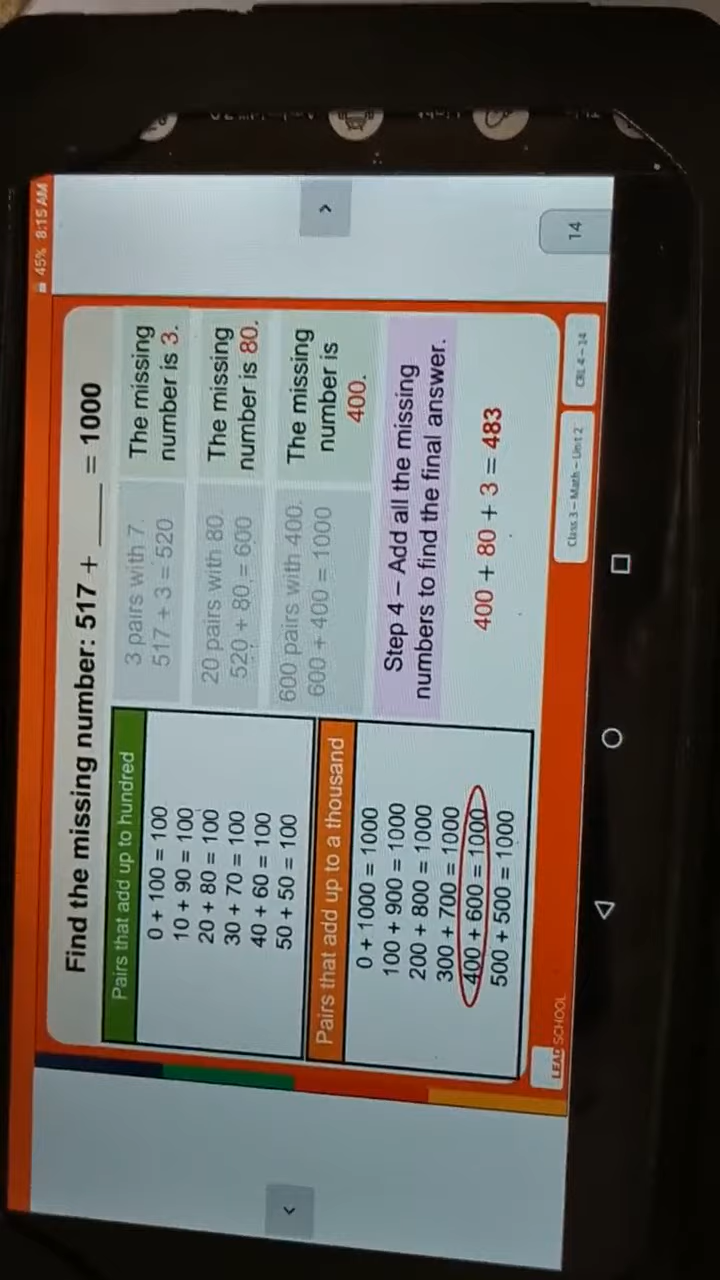 45% 8:15 AM
Find the missing number: 517 + ____ = 1000
Pairs that add up to hundred
0 + 100 = 100
10 + 90 = 100
20 + 80 = 100
30 + 70 = 100
40 + 60 = 100
50 + 50 = 100
Pairs that add up to a thousand
0 + 1000 = 1000
100 + 900 = 1000
200 + 800 = 1000
300 + 700 = 1000
400 + 600 = 1000
500 + 500 = 1000
3 pairs with 7.
517 + 3 = 520
The missing
number is 3.
20 pairs with 80.
520 + 80 = 600
The missing
number is 80.
600 pairs with 400.
600 + 400 = 1000
The missing
number is
400.
Step 4 – Add all the missing
numbers to find the final answer.
400 + 80 + 3 = 483
LEAD SCHOOL
Class 3 – Math – Unit 2
CRL 4 – 14
14